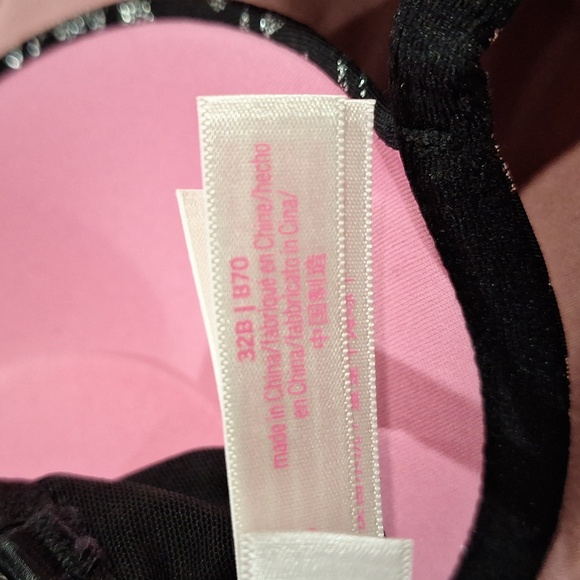 32B | B70
made in China/fabriqué en Chine/hecho
en China/fabbricato in Cina/
中国制造